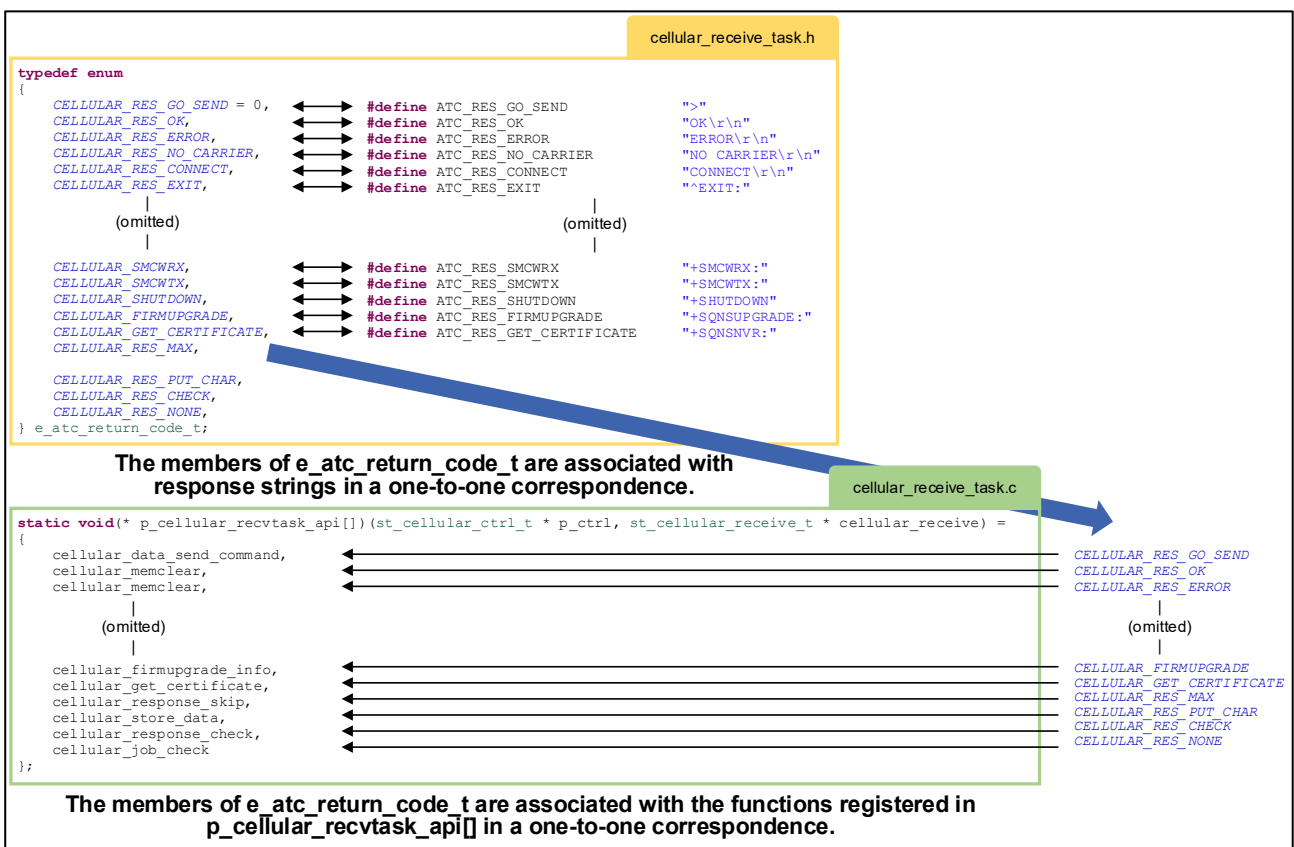 cellular_receive_task.h
typedef enum
{
CELLULAR_RES_GO_SEND = 0, #define ATC_RES_GO_SEND ">"
CELLULAR_RES_OK, #define ATC_RES_OK "OK\r\n"
CELLULAR_RES_ERROR, #define ATC_RES_ERROR "ERROR\r\n"
CELLULAR_RES_NO_CARRIER, #define ATC_RES_NO_CARRIER "NO CARRIER\r\n"
CELLULAR_RES_CONNECT, #define ATC_RES_CONNECT "CONNECT\r\n"
CELLULAR_RES_EXIT, #define ATC_RES_EXIT "^EXIT:"
(omitted) (omitted)
CELLULAR_SMCWRX, #define ATC_RES_SMCWRX "+SMCWRX:"
CELLULAR_SMCWTX, #define ATC_RES_SMCWTX "+SMCWTX:"
CELLULAR_SHUTDOWN, #define ATC_RES_SHUTDOWN "+SHUTDOWN"
CELLULAR_FIRMUPGRADE, #define ATC_RES_FIRMUPGRADE "+SQNSUPGRADE:"
CELLULAR_GET_CERTIFICATE, #define ATC_RES_GET_CERTIFICATE "+SQNSNVR:"
CELLULAR_RES_MAX,
CELLULAR_RES_PUT_CHAR,
CELLULAR_RES_CHECK,
CELLULAR_RES_NONE,
} e_atc_return_code_t;
The members of e_atc_return_code_t are associated with
response strings in a one-to-one correspondence.
cellular_receive_task.c
static void(* p_cellular_recvtask_api[])(st_cellular_ctrl_t * p_ctrl, st_cellular_receive_t * cellular_receive) =
{
cellular_data_send_command, CELLULAR_RES_GO_SEND
cellular_memclear, CELLULAR_RES_OK
cellular_memclear, CELLULAR_RES_ERROR
(omitted) (omitted)
cellular_firmupgrade_info, CELLULAR_FIRMUPGRADE
cellular_get_certificate, CELLULAR_GET_CERTIFICATE
cellular_response_skip, CELLULAR_RES_MAX
cellular_store_data, CELLULAR_RES_PUT_CHAR
cellular_response_check, CELLULAR_RES_CHECK
cellular_job_check CELLULAR_RES_NONE
};
The members of e_atc_return_code_t are associated with the functions registered in
p_cellular_recvtask_api[] in a one-to-one correspondence.